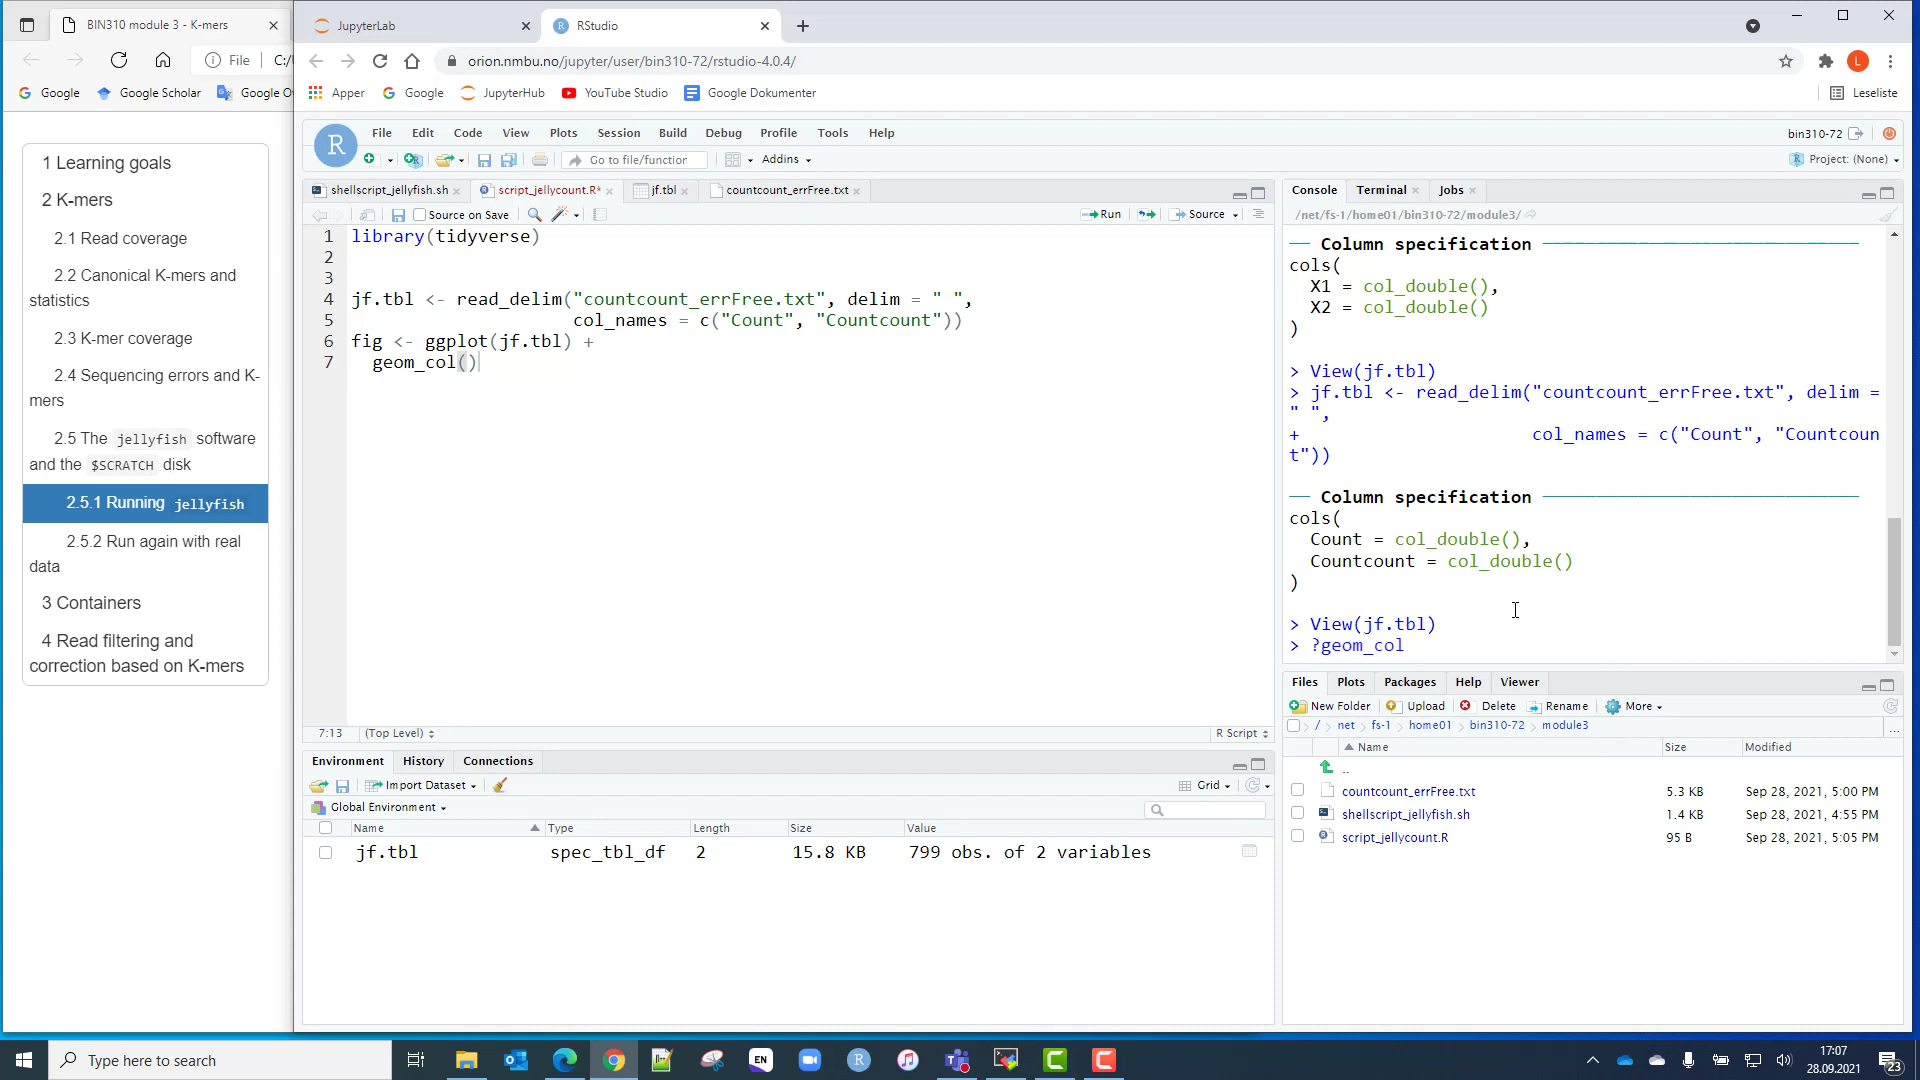 BIN310 module 3 - K-mers
JupyterLab
RStudio
File
C:/
orion.nmbu.no/jupyter/user/bin310-72/rstudio-4.0.4/
L
Google
Google Scholar
Google O
Apper
Google
JupyterHub
YouTube Studio
Google Dokumenter
Leseliste
1 Learning goals
2 K-mers
2.1 Read coverage
2.2 Canonical K-mers and
statistics
2.3 K-mer coverage
2.4 Sequencing errors and K-
mers
2.5 The jellyfish software
and the $SCRATCH disk
2.5.1 Running jellyfish
2.5.2 Run again with real
data
3 Containers
4 Read filtering and
correction based on K-mers
R
File Edit Code View Plots Session Build Debug Profile Tools Help
bin310-72
Go to file/function
Addins
Project: (None)
shellscript_jellyfish.sh
script_jellycount.R*
jf.tbl
countcount_errFree.txt
Source on Save
Run
Source
1 library(tidyverse)
2
3
4 jf.tbl <- read_delim("countcount_errFree.txt", delim = " ",
5 col_names = c("Count", "Countcount"))
6 fig <- ggplot(jf.tbl) +
7 geom_col()
7:13
(Top Level)
R Script
Environment History Connections
Import Dataset
Grid
Global Environment
Name Type Length Size Value
jf.tbl spec_tbl_df 2 15.8 KB 799 obs. of 2 variables
Console Terminal Jobs
/net/fs-1/home01/bin310-72/module3/
── Column specification ──────────────
cols(
X1 = col_double(),
X2 = col_double()
)
> View(jf.tbl)
> jf.tbl <- read_delim("countcount_errFree.txt", delim =
" ",
+ col_names = c("Count", "Countcoun
t"))
── Column specification ──────────────
cols(
Count = col_double(),
Countcount = col_double()
)
> View(jf.tbl)
> ?geom_col
Files Plots Packages Help Viewer
New Folder Upload Delete Rename More
/ net fs-1 home01 bin310-72 module3 ...
Name Size Modified
..
countcount_errFree.txt 5.3 KB Sep 28, 2021, 5:00 PM
shellscript_jellyfish.sh 1.4 KB Sep 28, 2021, 4:55 PM
script_jellycount.R 95 B Sep 28, 2021, 5:05 PM
Type here to search
EN
R
17:07
28.09.2021
23